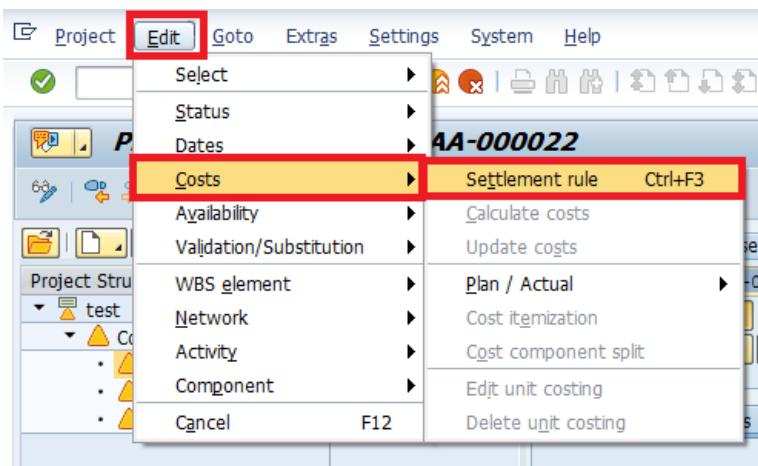 Project Edit Goto Extras Settings System Help
Select
Status
AA-000022
Dates
Costs
Settlement rule Ctrl+F3
Availability
Calculate costs
Validation/Substitution
Update costs
Project Stru
WBS element
Plan / Actual
test
Network
Cost itemization
Activity
Cost component split
Component
Edit unit costing
Cancel F12
Delete unit costing